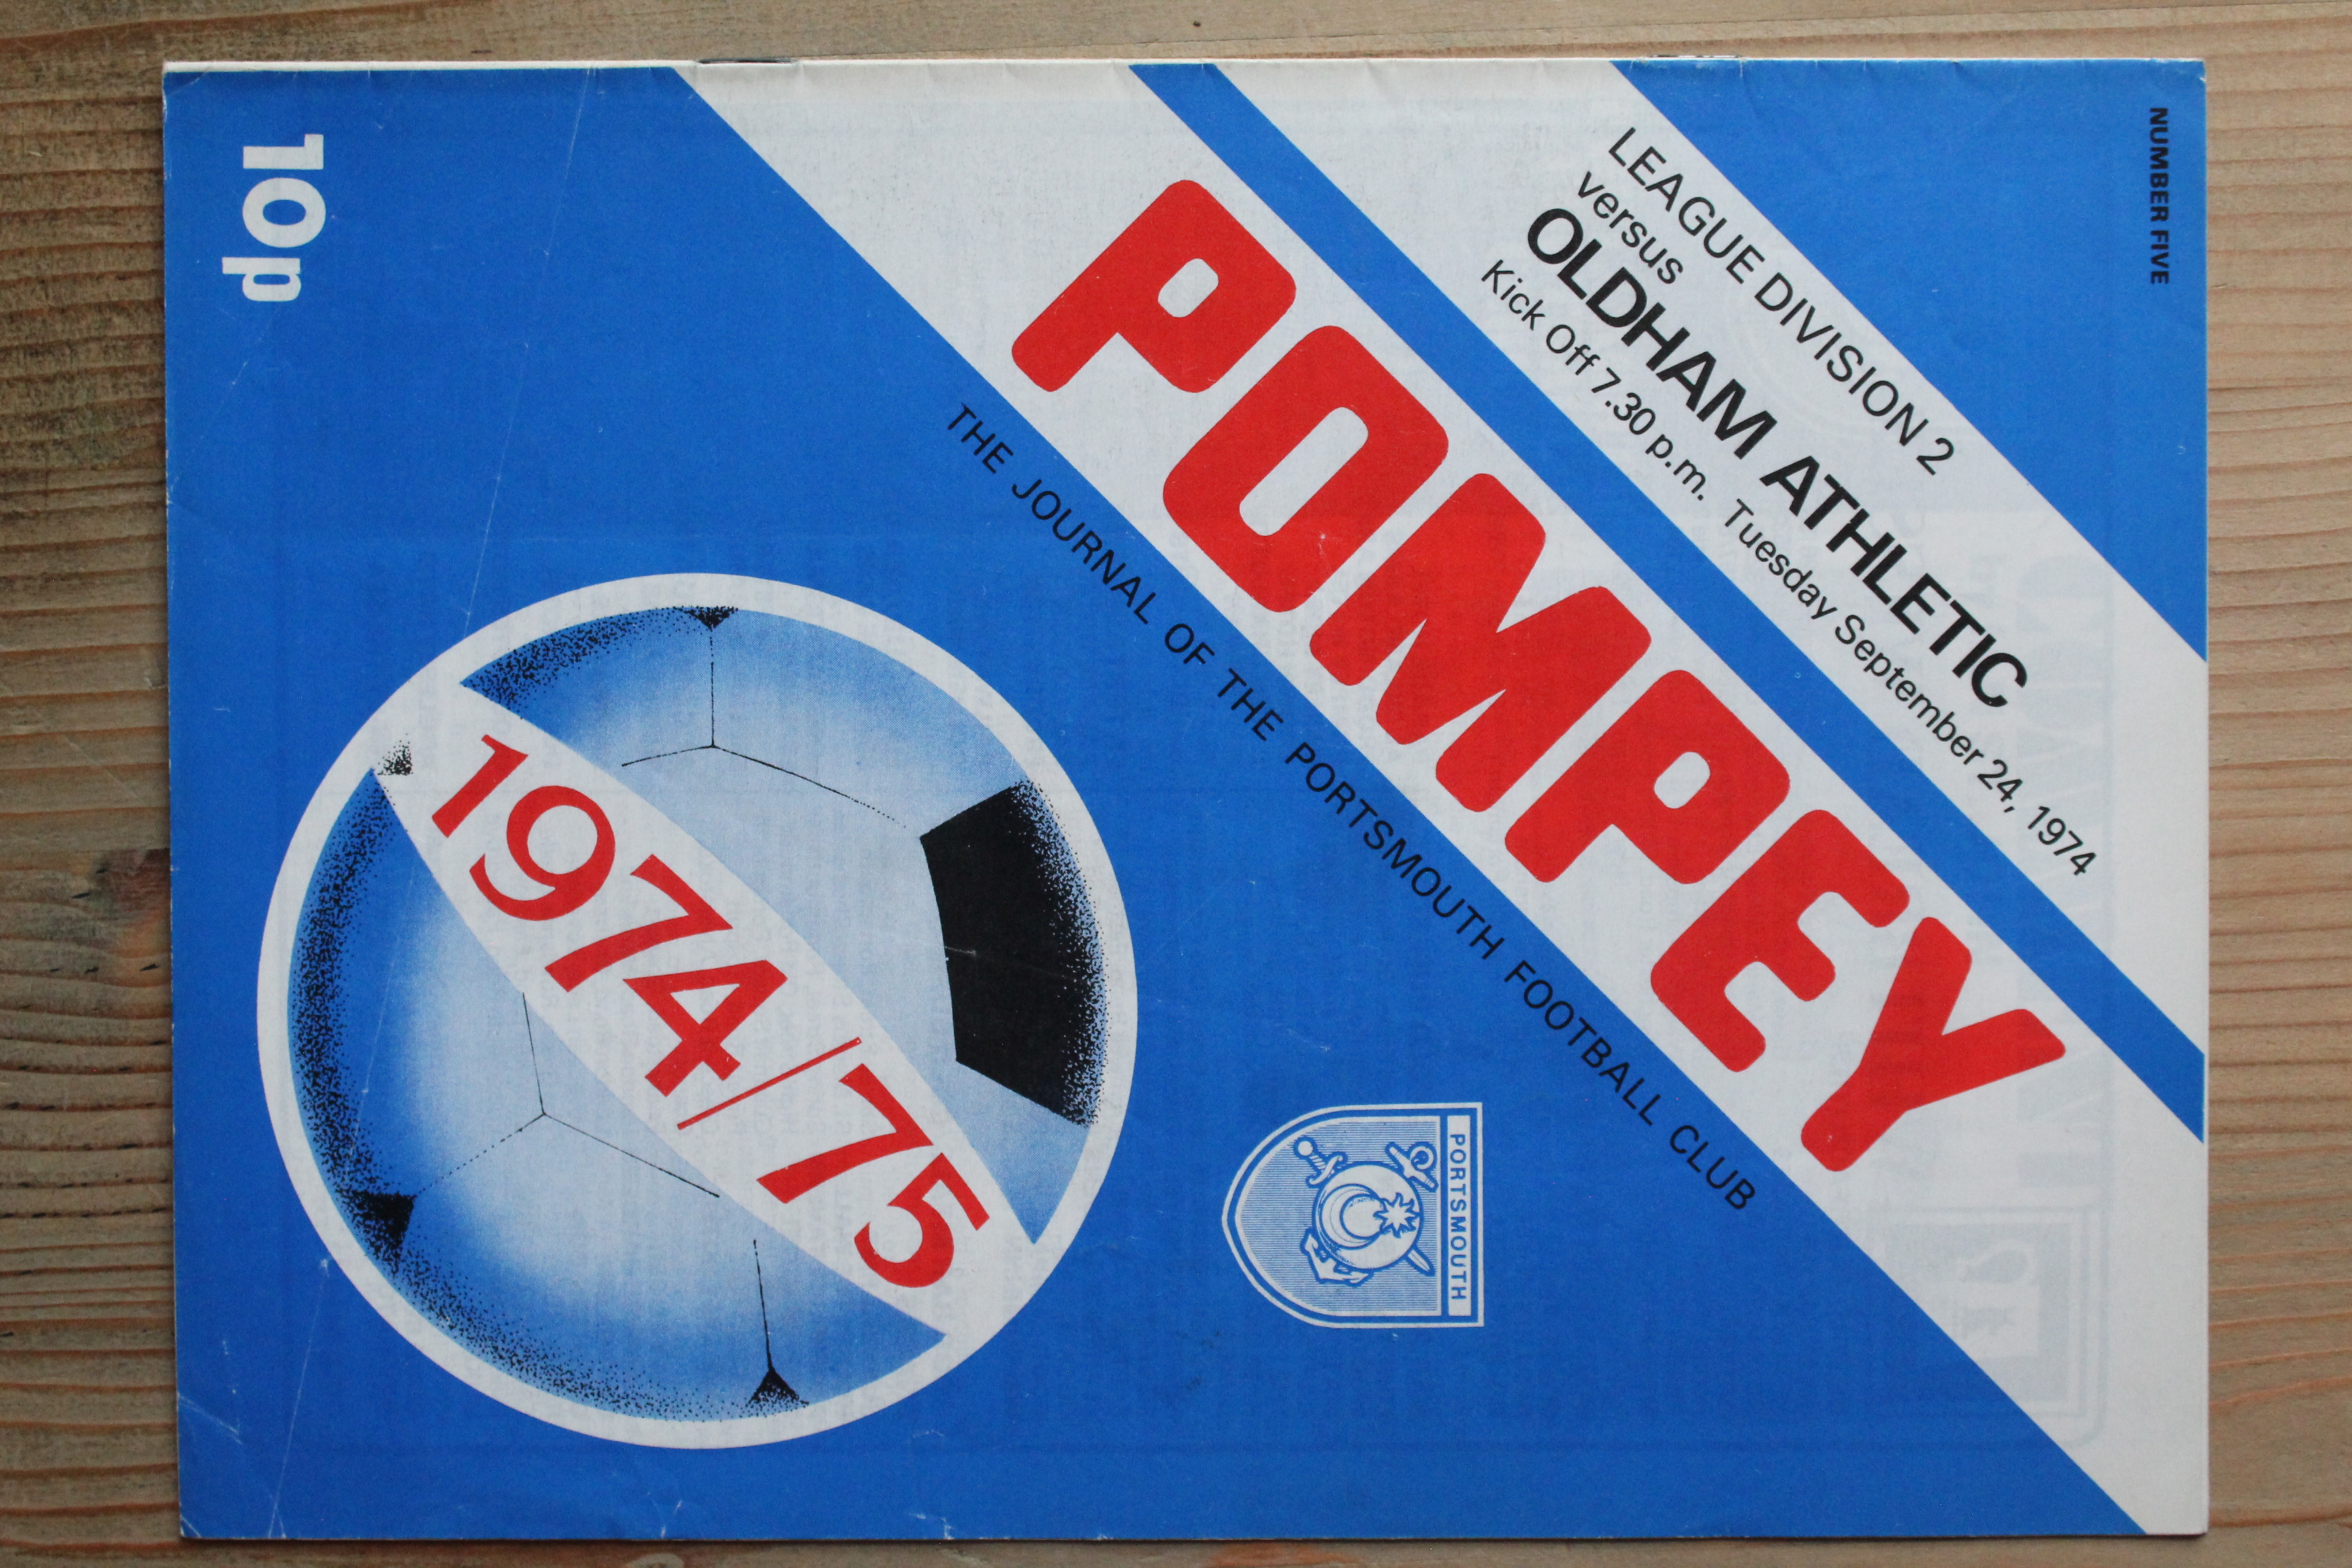 NUMBER FIVE
LEAGUE DIVISION 2
versus
OLDHAM ATHLETIC
Kick Off 7.30 p.m. Tuesday September 24, 1974
POMPEY
THE JOURNAL OF THE PORTSMOUTH FOOTBALL CLUB
PORTSMOUTH
1974/75
10p